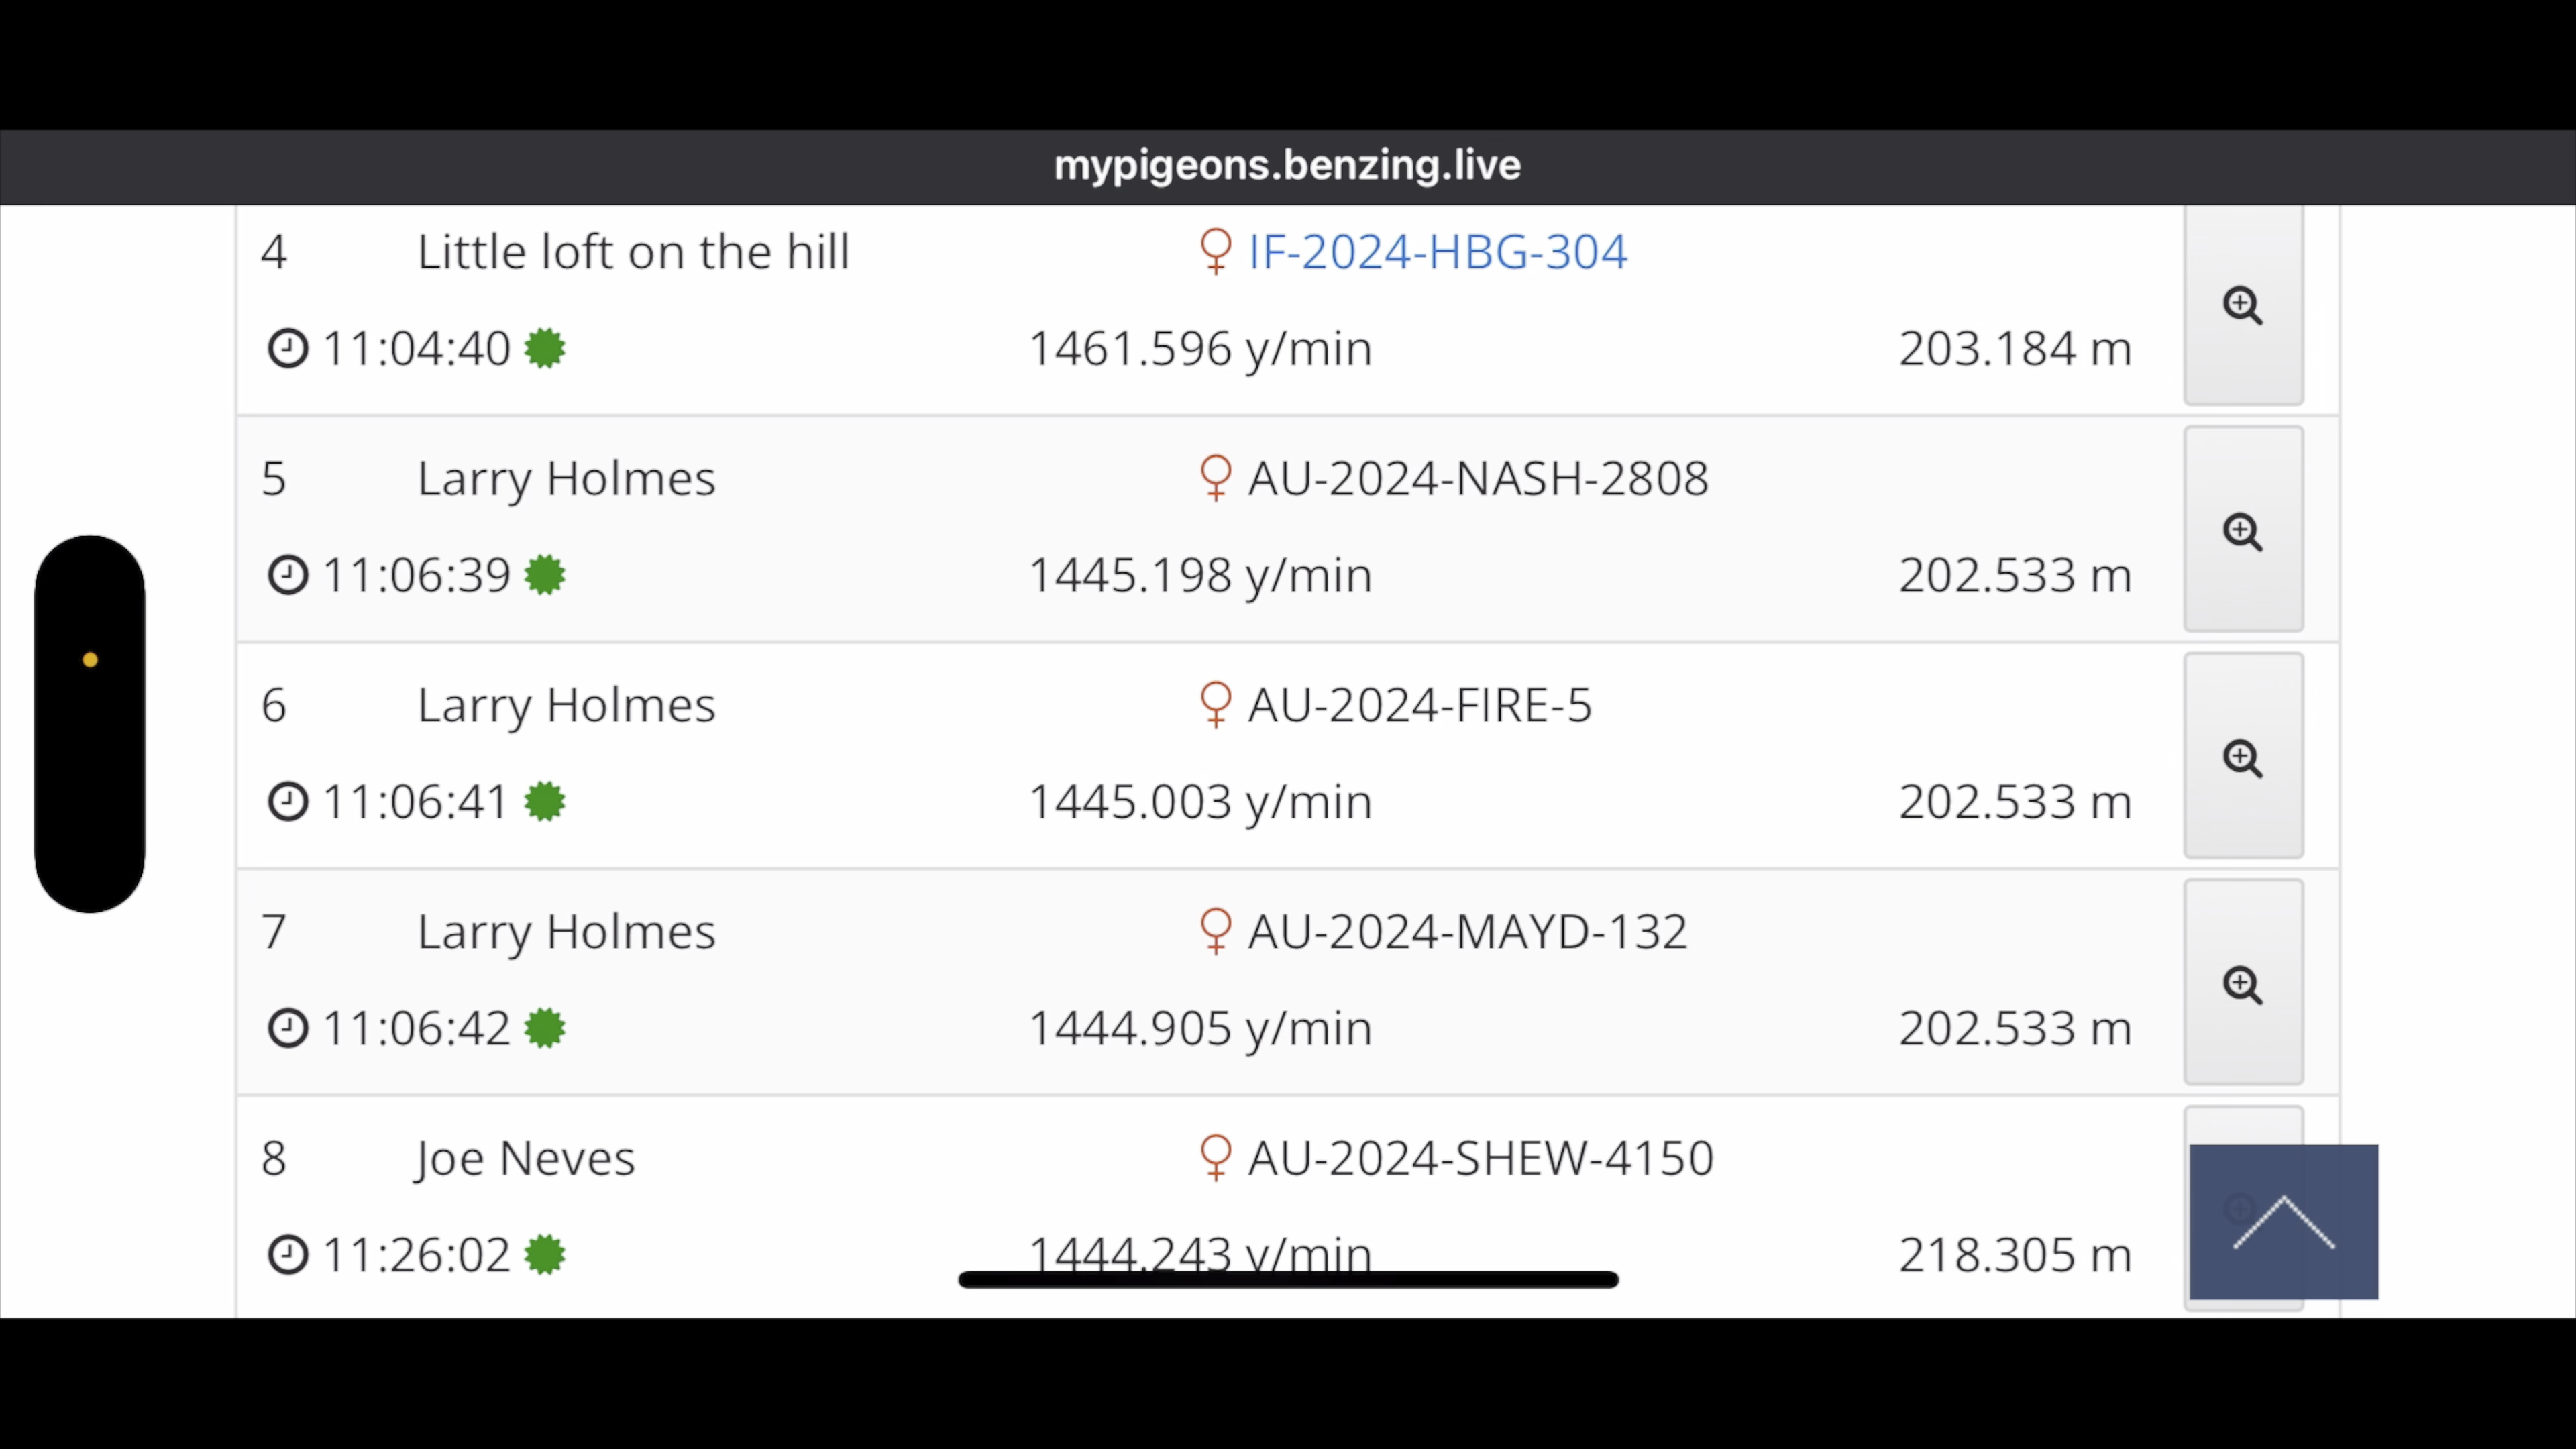 mypigeons.benzing.live
4 Little loft on the hill ♀ IF-2024-HBG-304
11:04:40 1461.596 y/min 203.184 m
5 Larry Holmes ♀ AU-2024-NASH-2808
11:06:39 1445.198 y/min 202.533 m
6 Larry Holmes ♀ AU-2024-FIRE-5
11:06:41 1445.003 y/min 202.533 m
7 Larry Holmes ♀ AU-2024-MAYD-132
11:06:42 1444.905 y/min 202.533 m
8 Joe Neves ♀ AU-2024-SHEW-4150
11:26:02 1444.243 y/min 218.305 m